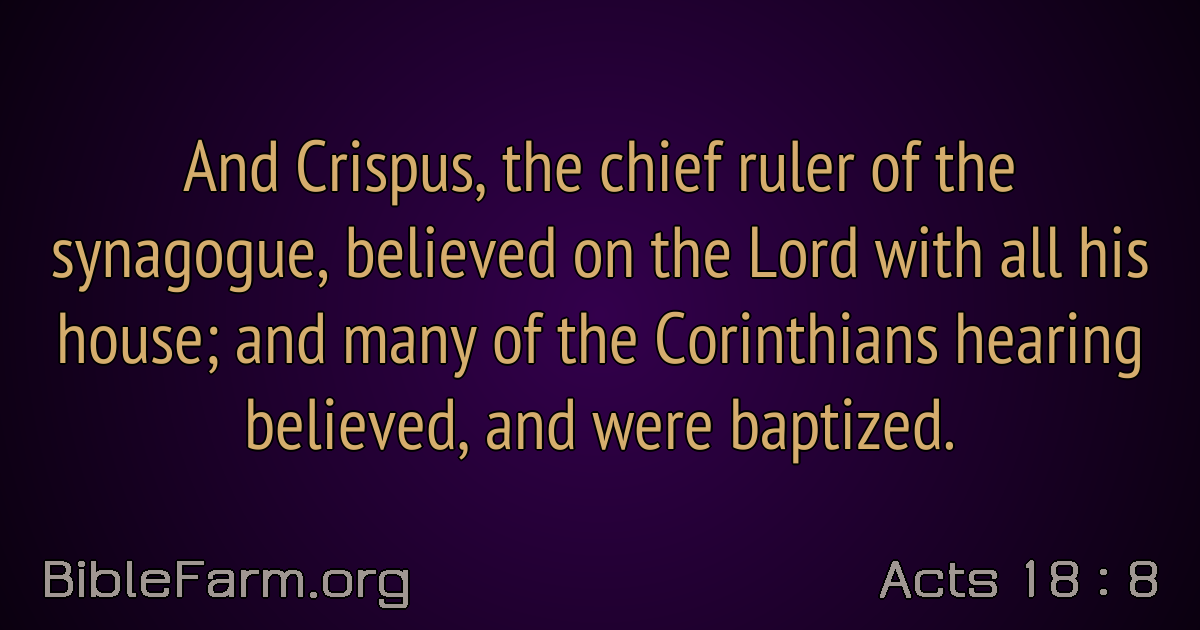 And Crispus, the chief ruler of the
synagogue, believed on the Lord with all his
house; and many of the Corinthians hearing
believed, and were baptized.
BibleFarm.org
Acts 18 : 8